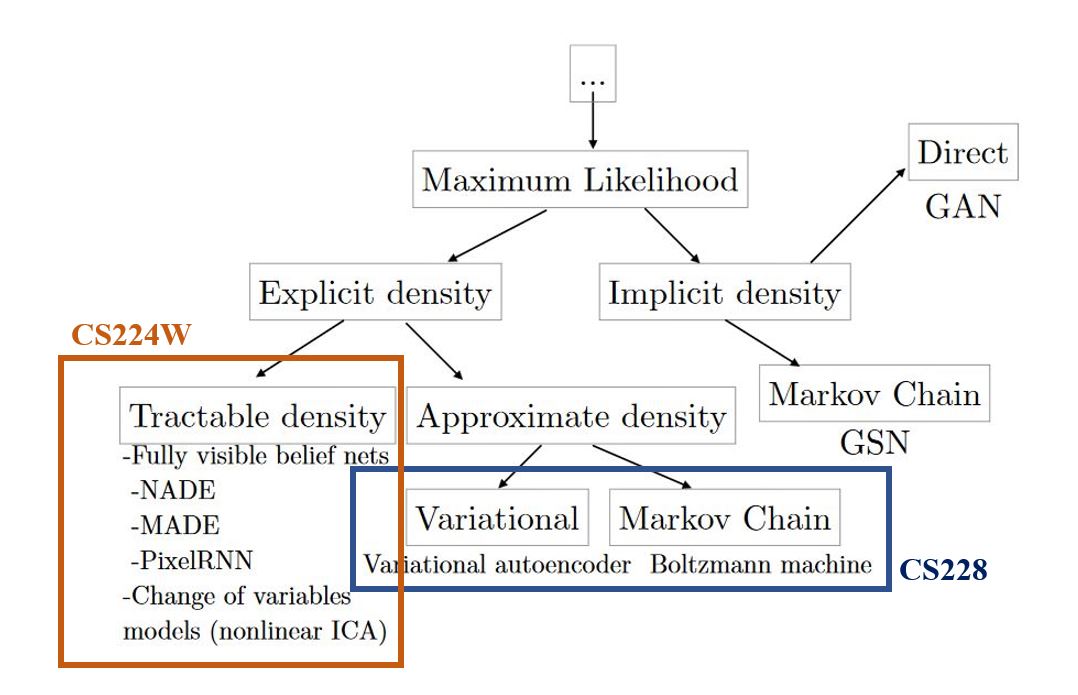 ...
Maximum Likelihood
Direct
GAN
Explicit density
Implicit density
CS224W
Tractable density
Approximate density
Markov Chain
GSN
-Fully visible belief nets
-NADE
-MADE
-PixelRNN
-Change of variables
models (nonlinear ICA)
Variational
Markov Chain
Variational autoencoder
Boltzmann machine
CS228